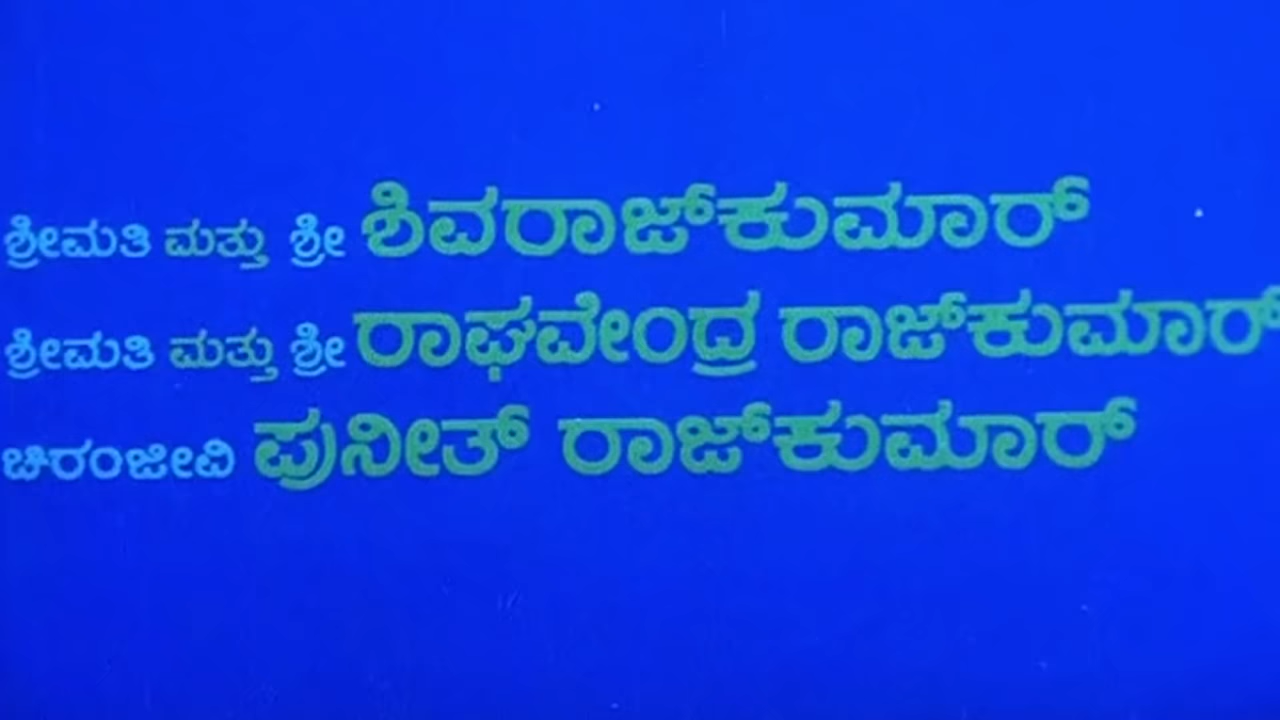 ಶ್ರೀಮತಿ ಮತ್ತು ಶ್ರೀ ಶಿವರಾಜ್‌ಕುಮಾರ್
ಶ್ರೀಮತಿ ಮತ್ತು ಶ್ರೀ ರಾಘವೇಂದ್ರ ರಾಜ್‌ಕುಮಾರ್
ಚಿರಂಜೀವಿ ಪುನೀತ್ ರಾಜ್‌ಕುಮಾರ್